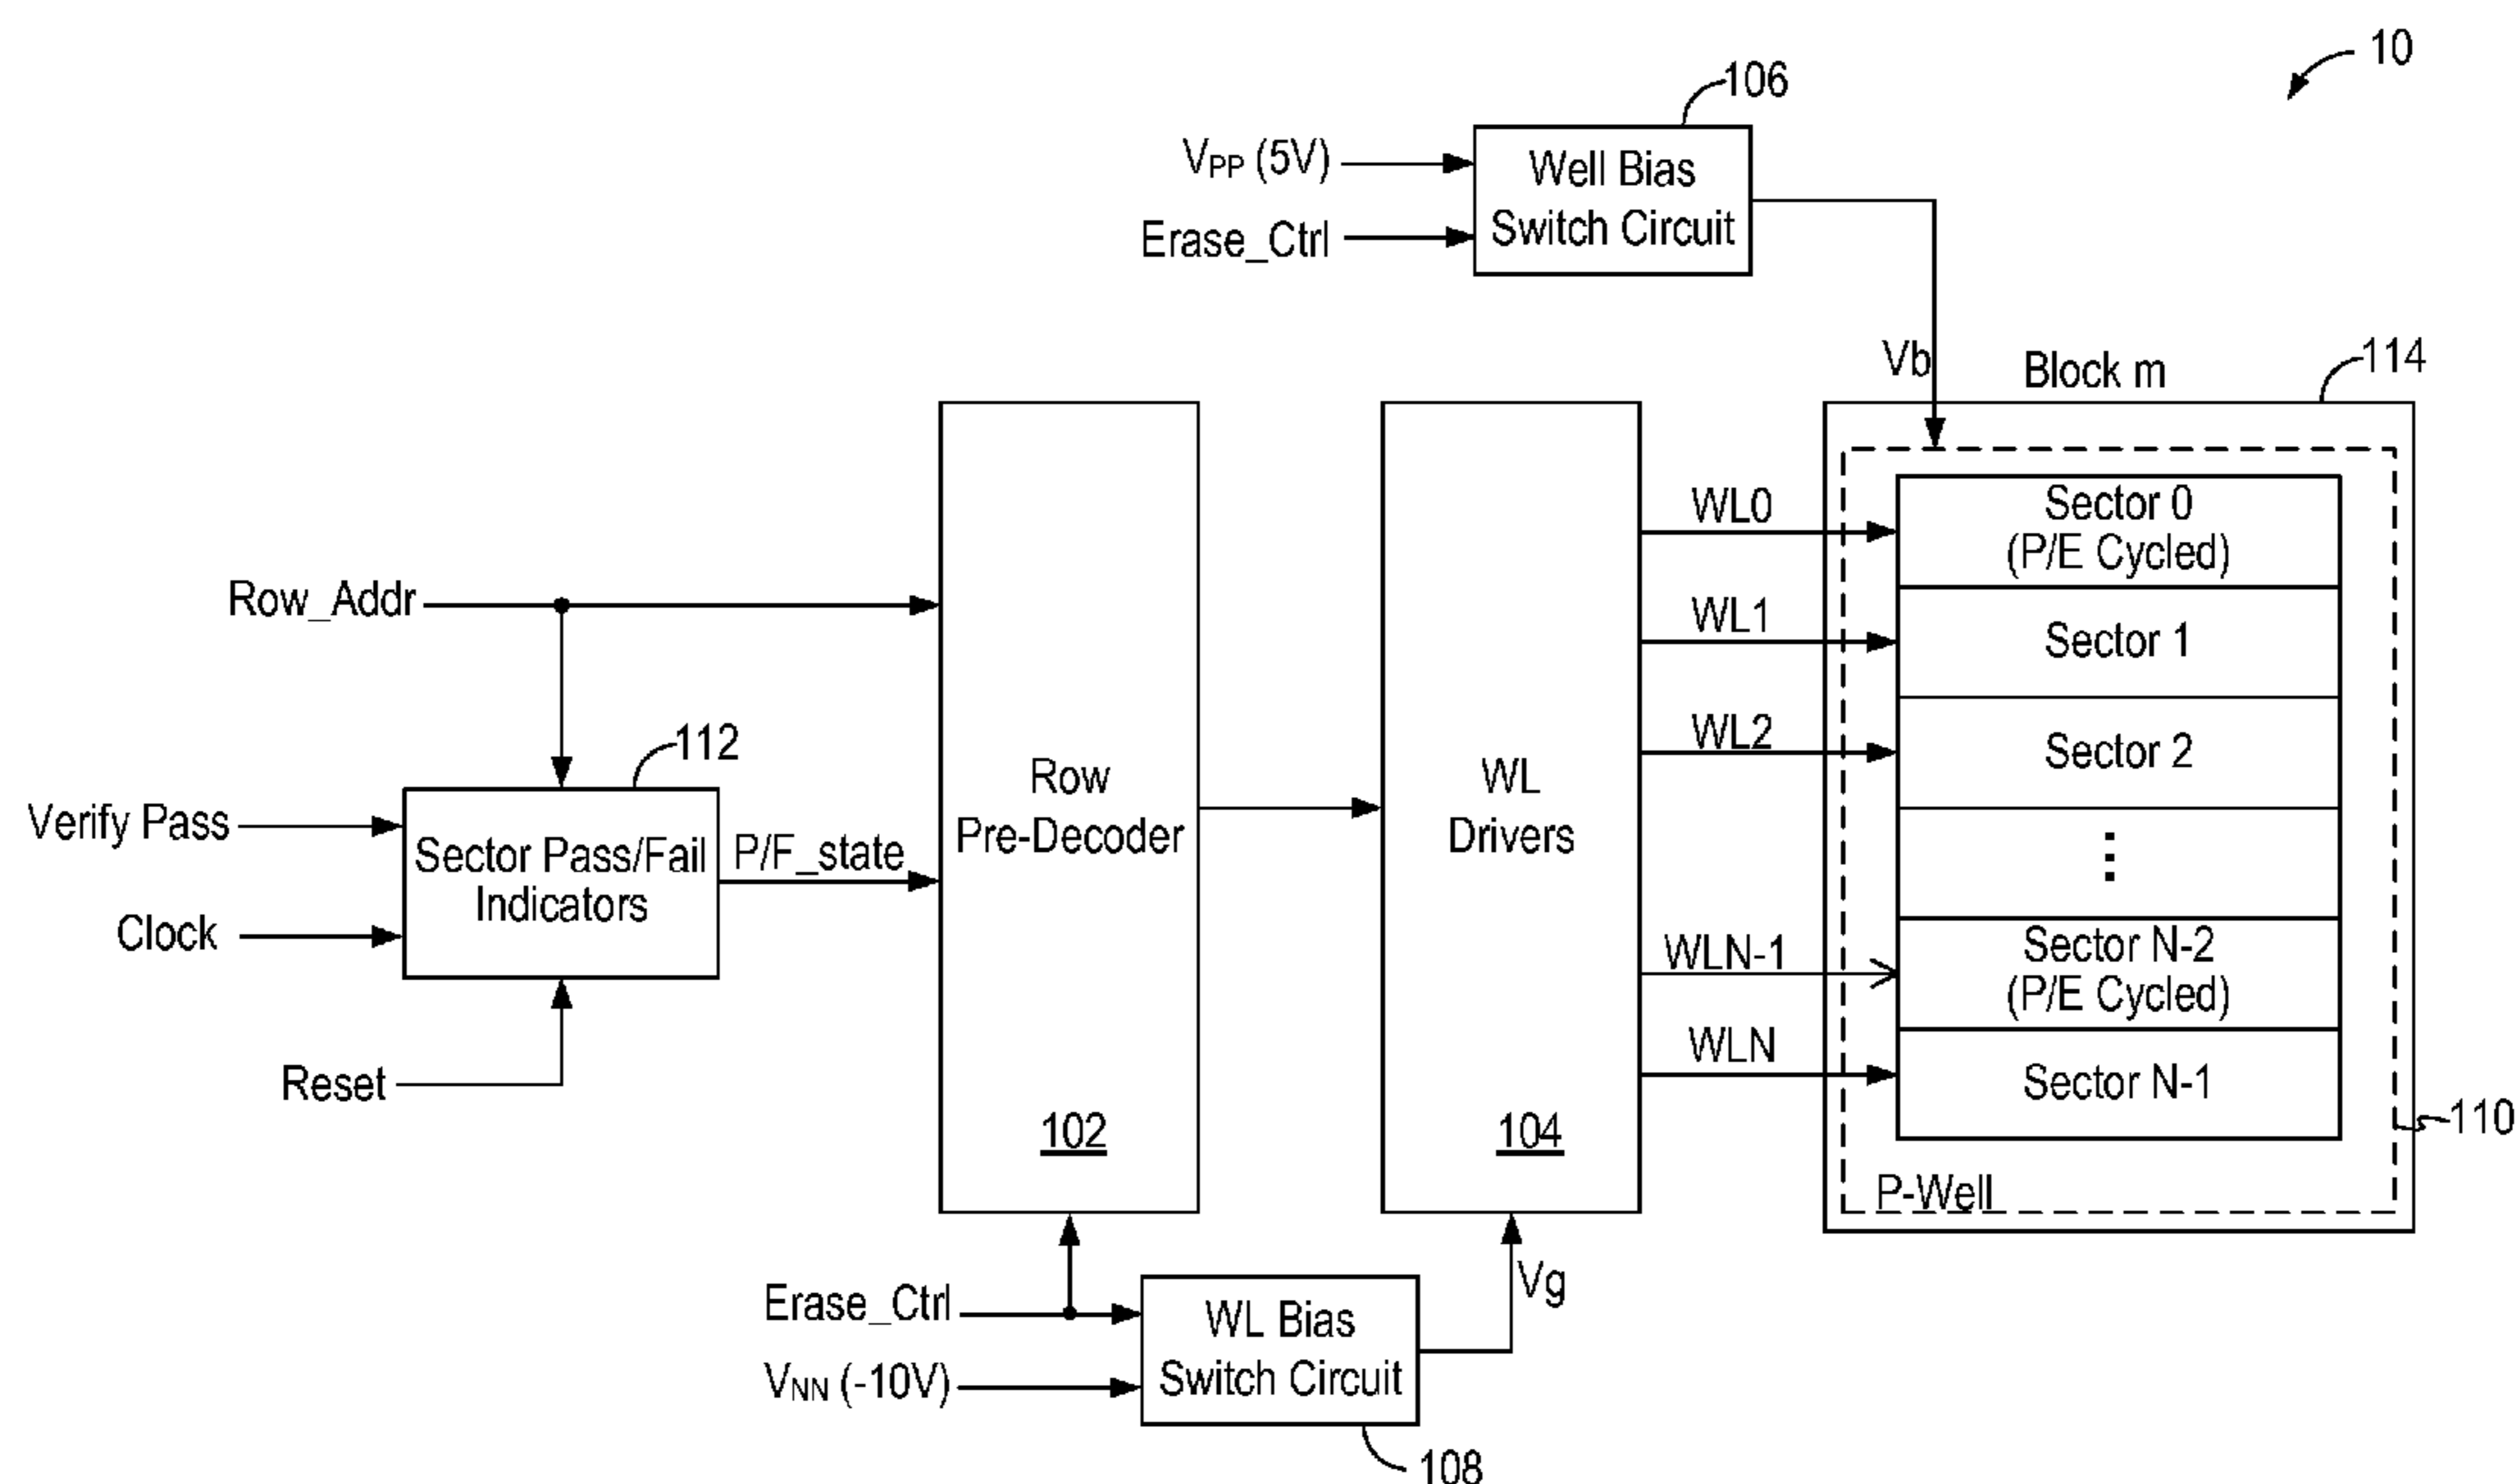 10
106
V_PP (5V)
Well Bias
Switch Circuit
Erase_Ctrl
Vb
Block m
114
WL0
Sector 0
(P/E Cycled)
Row_Addr
WL1
Sector 1
112
WL2
Sector 2
Row
Pre-Decoder
WL
Drivers
Verify Pass
Sector Pass/Fail
Indicators
P/F_state
⋮
Clock
WLN-1
Sector N-2
(P/E Cycled)
Reset
WLN
Sector N-1
102
104
110
P-Well
Erase_Ctrl
Vg
WL Bias
Switch Circuit
V_NN (-10V)
108